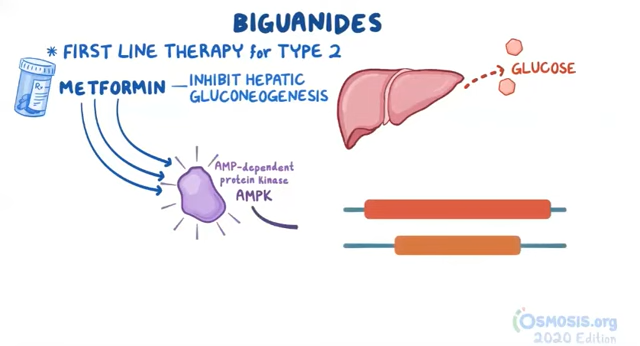 BIGUANIDES
* FIRST LINE THERAPY for TYPE 2
METFORMIN — INHIBIT HEPATIC
GLUCONEOGENESIS
GLUCOSE
Rx
AMP-dependent
protein kinase
AMPK
OSMOSIS.org
2020 Edition